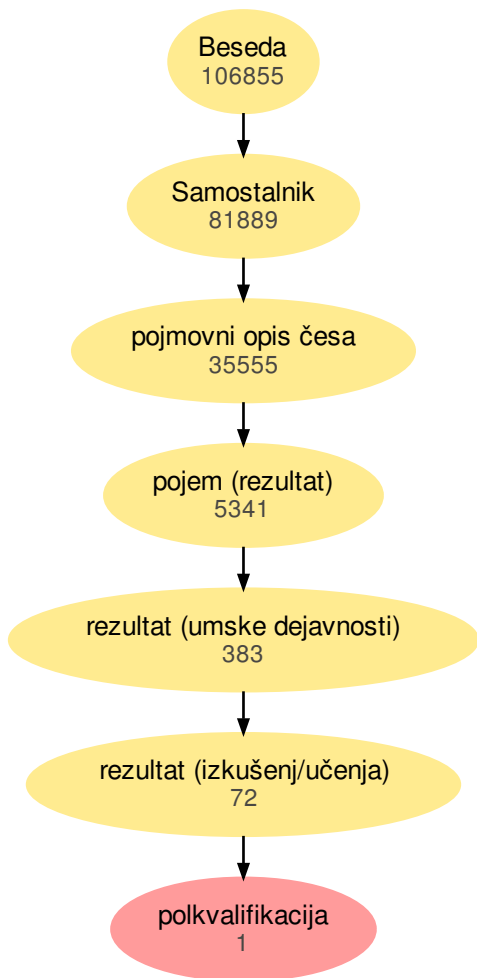 Beseda
106855
Samostalnik
81889
pojmovni opis česa
35555
pojem (rezultat)
5341
rezultat (umske dejavnosti)
383
rezultat (izkušenj/učenja)
72
polkvalifikacija
1